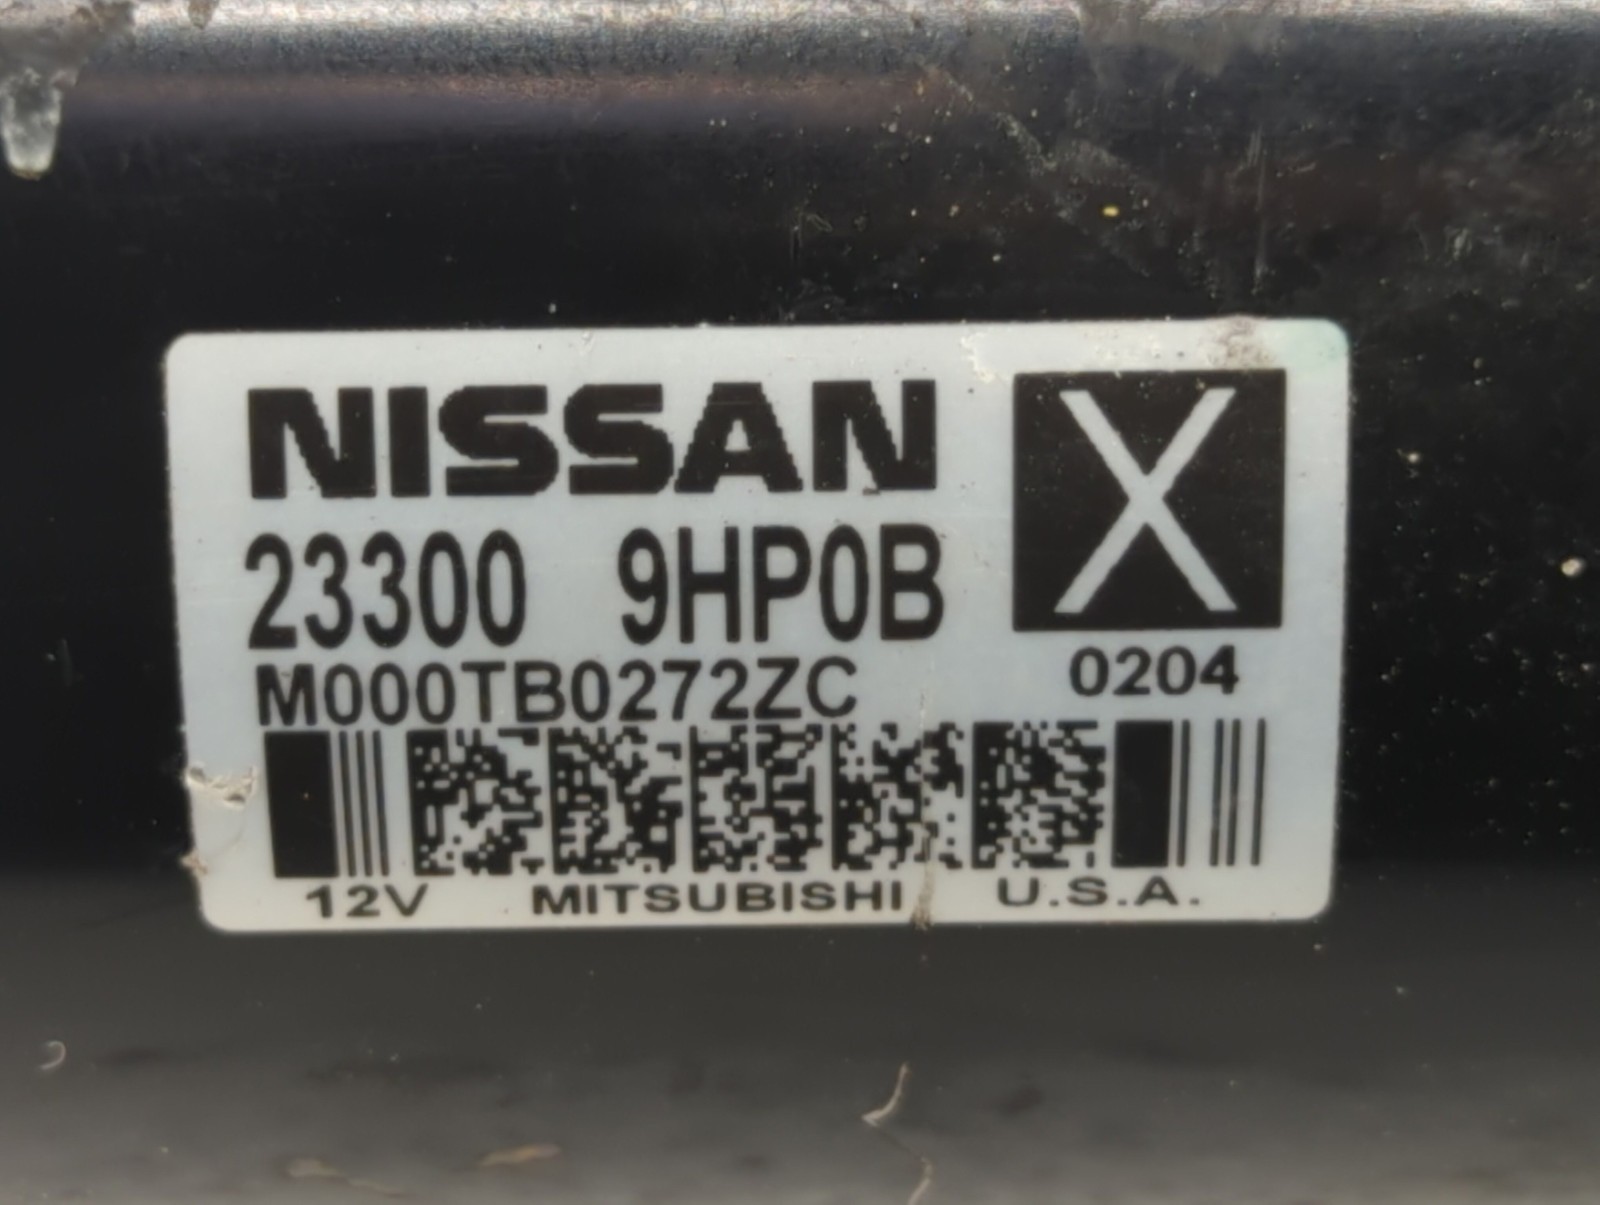 NISSAN
X
23300 9HP0B
M000TB0272ZC
0204
12V MITSUBISHI U.S.A.